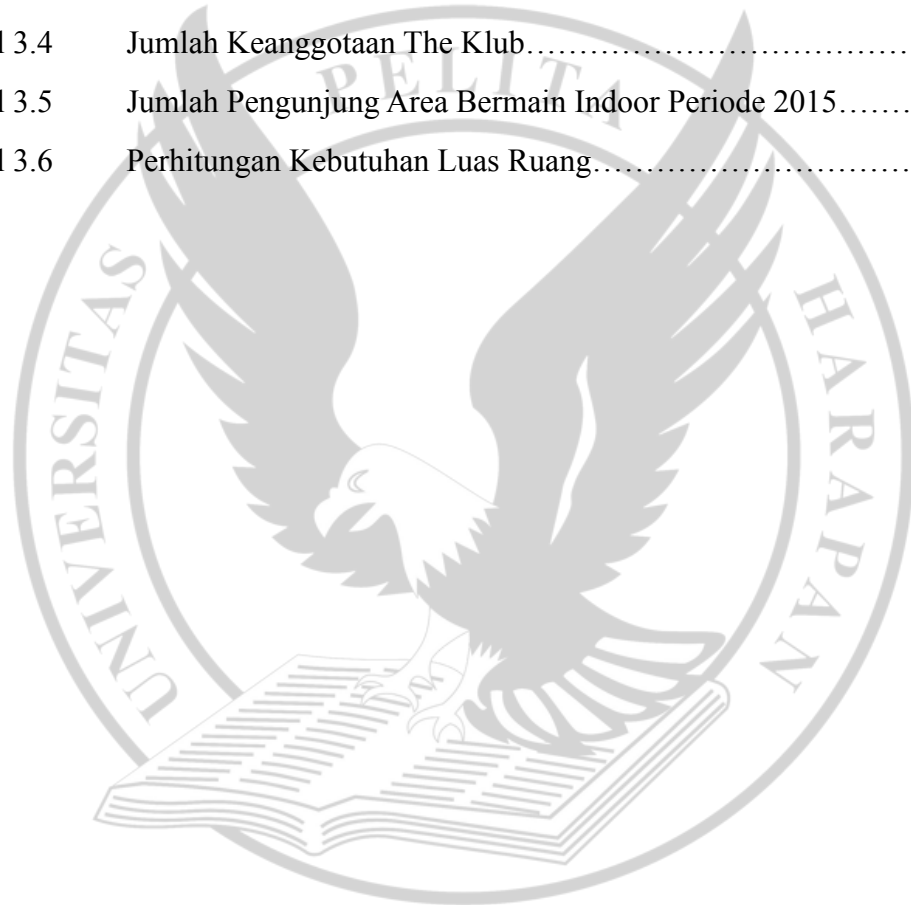 l 3.4 Jumlah Keanggotaan The Klub……………………………
l 3.5 Jumlah Pengunjung Area Bermain Indoor Periode 2015…….
l 3.6 Perhitungan Kebutuhan Luas Ruang…………………………
UNIVERSITAS PELITA HARAPAN